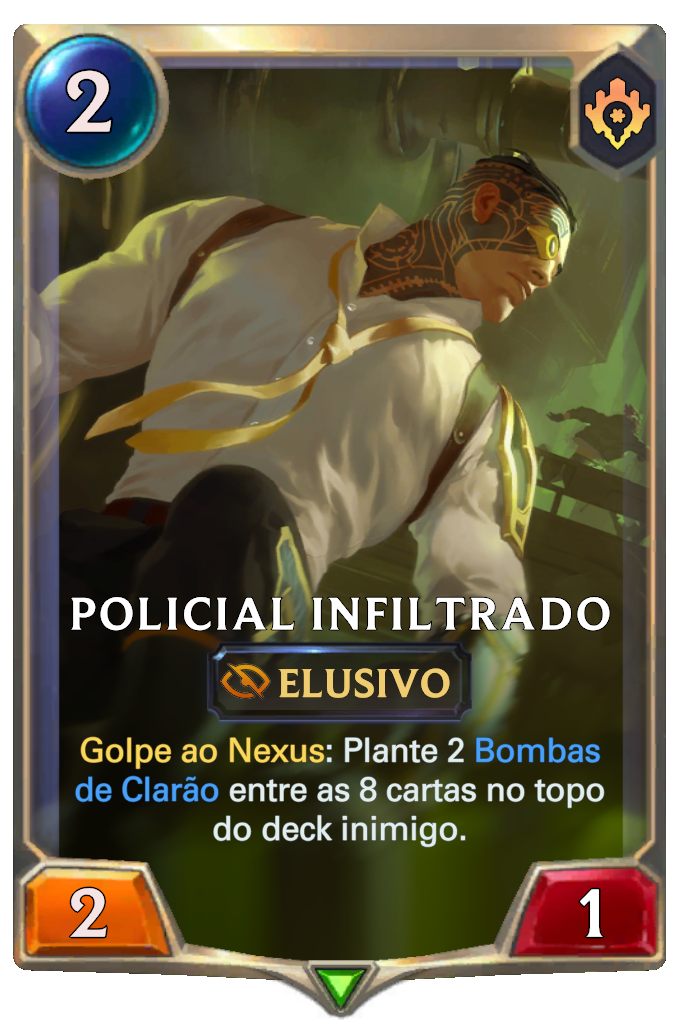 2
POLICIAL INFILTRADO
ELUSIVO
Golpe ao Nexus: Plante 2 Bombas
de Clarão entre as 8 cartas no topo
do deck inimigo.
2 1